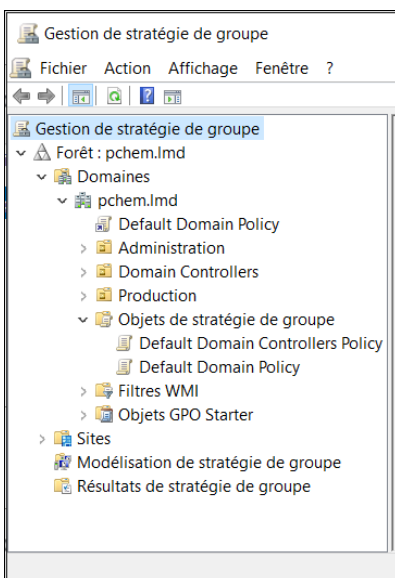 Gestion de stratégie de groupe
Fichier Action Affichage Fenêtre ?
Gestion de stratégie de groupe
Forêt : pchem.lmd
Domaines
pchem.lmd
Default Domain Policy
Administration
Domain Controllers
Production
Objets de stratégie de groupe
Default Domain Controllers Policy
Default Domain Policy
Filtres WMI
Objets GPO Starter
Sites
Modélisation de stratégie de groupe
Résultats de stratégie de groupe